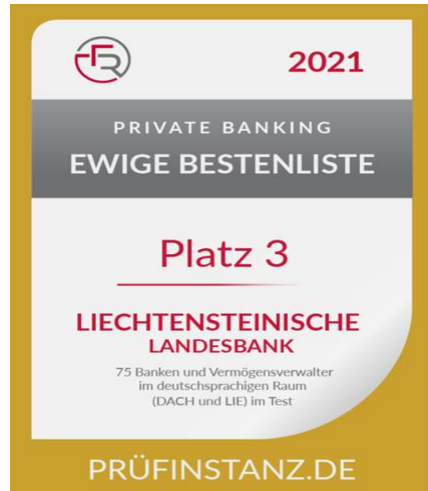 FR
2021
PRIVATE BANKING
EWIGE BESTENLISTE
Platz 3
LIECHTENSTEINISCHE
LANDESBANK
75 Banken und Vermögensverwalter
im deutschsprachigen Raum
(DACH und LIE) im Test
PRÜFINSTANZ.DE